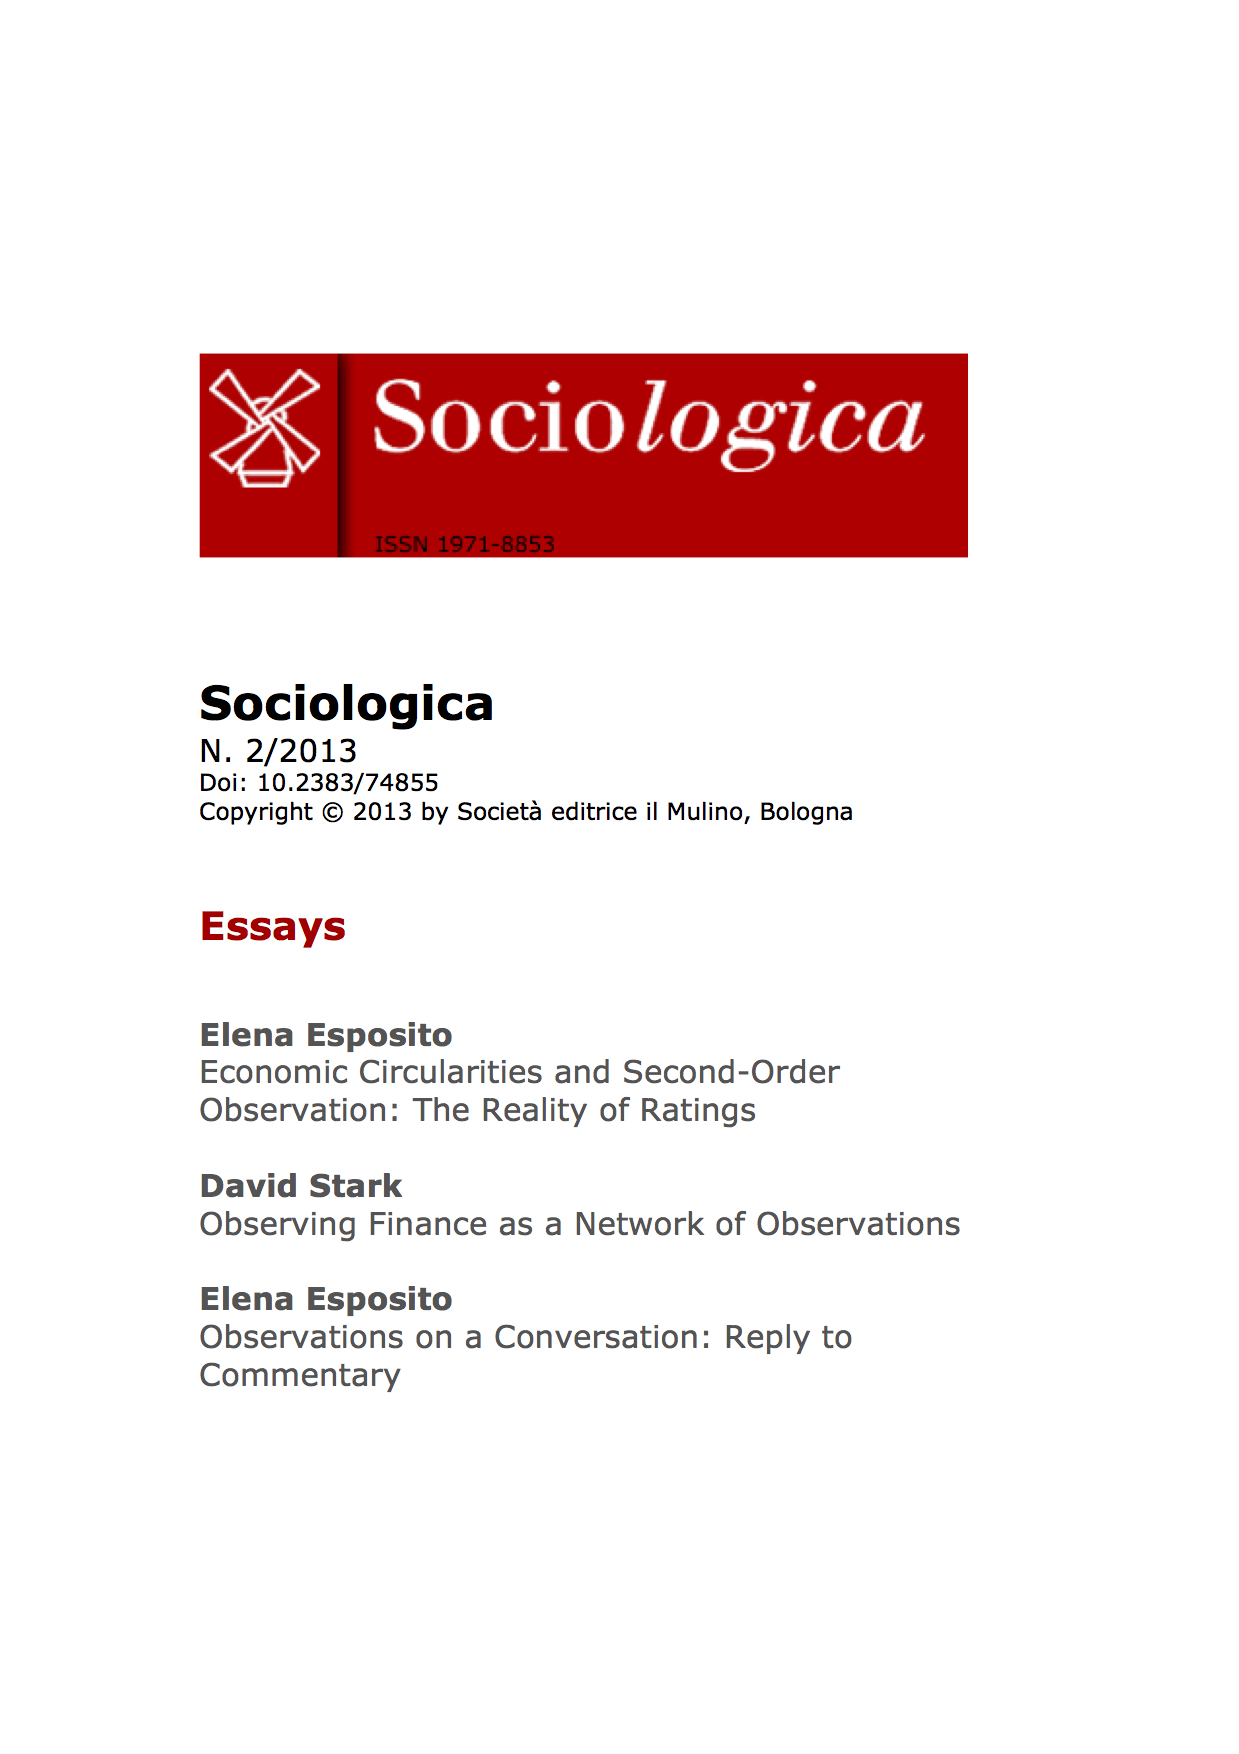 Sociologica
ISSN 1971-8853
Sociologica
N. 2/2013
Doi: 10.2383/74855
Copyright © 2013 by Società editrice il Mulino, Bologna
Essays
Elena Esposito
Economic Circularities and Second-Order
Observation: The Reality of Ratings
David Stark
Observing Finance as a Network of Observations
Elena Esposito
Observations on a Conversation: Reply to
Commentary